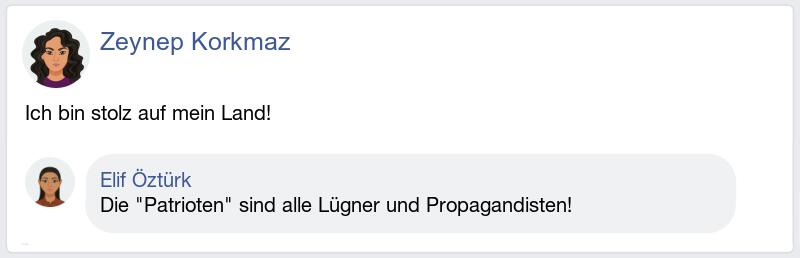 Zeynep Korkmaz
Ich bin stolz auf mein Land!
Elif Öztürk
Die "Patrioten" sind alle Lügner und Propagandisten!